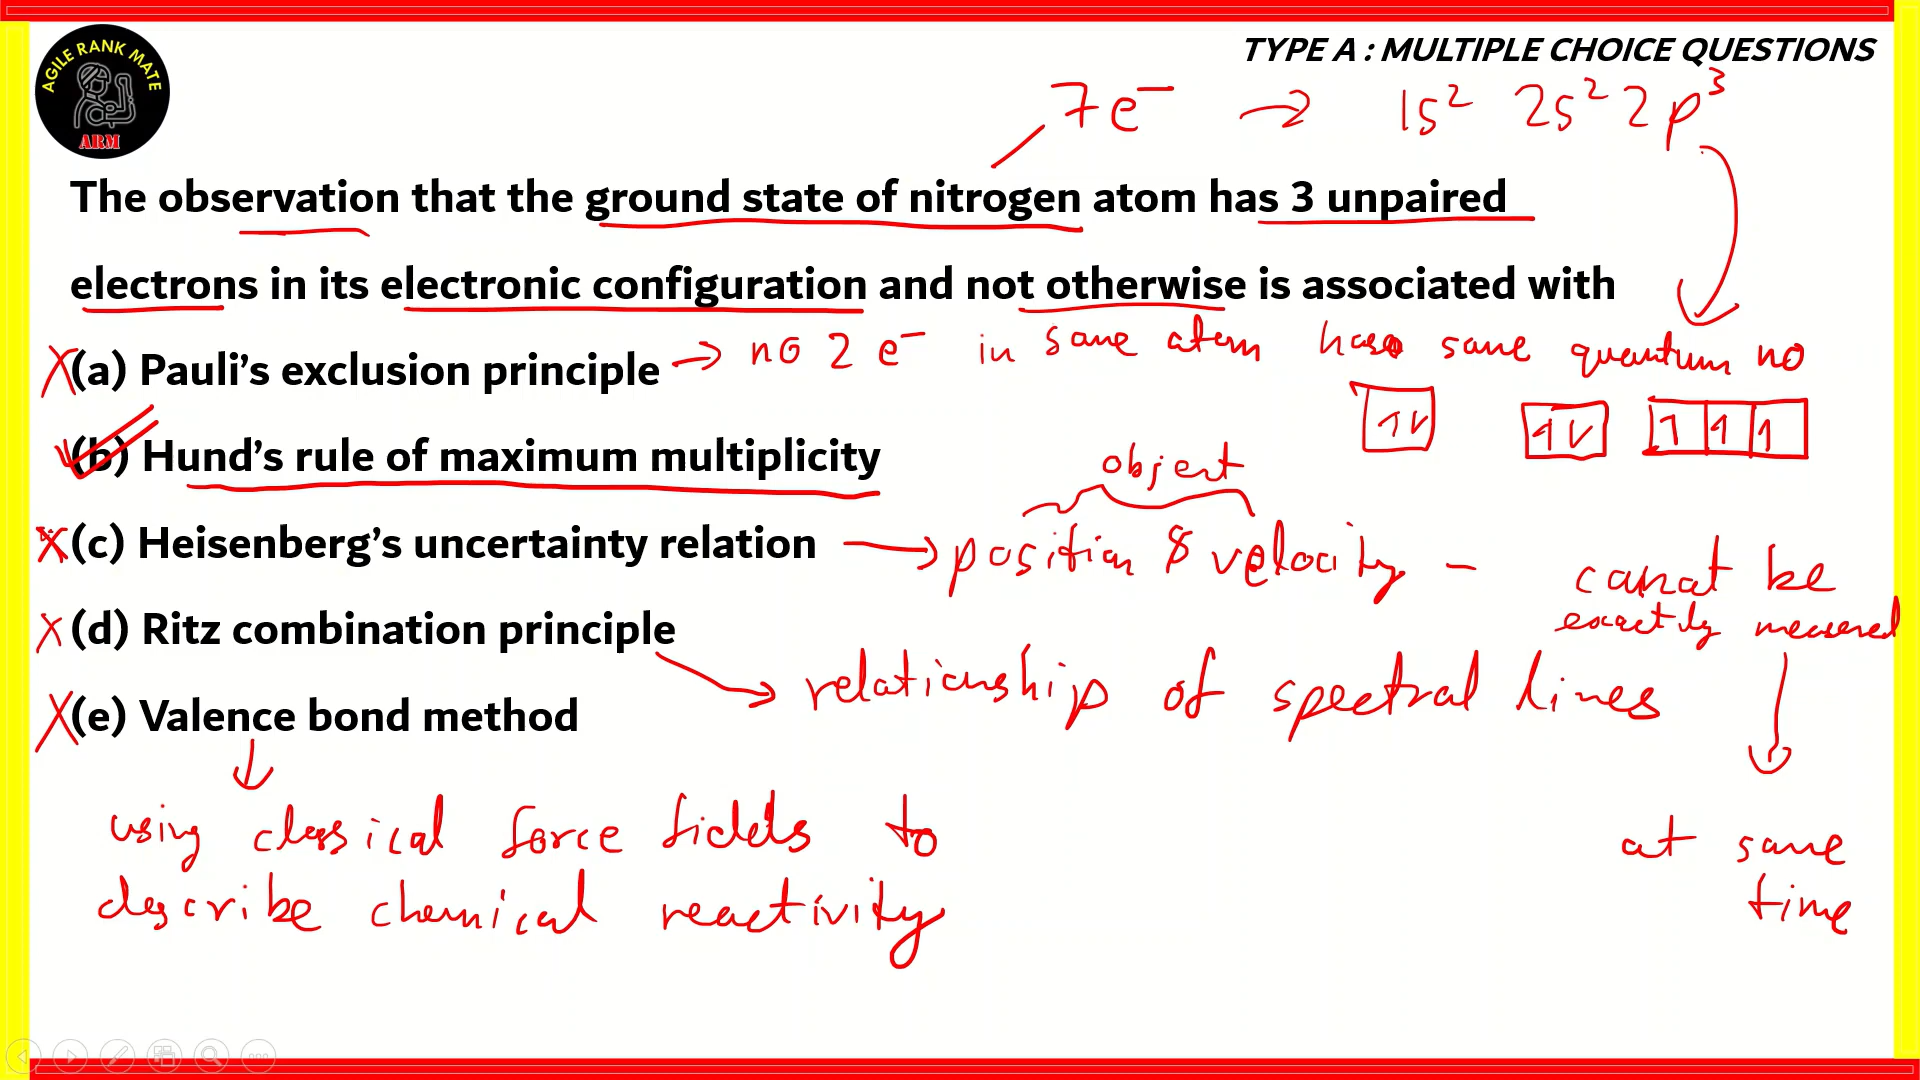 AGILE RANK MATE
ARM
TYPE A : MULTIPLE CHOICE QUESTIONS
7e⁻ → 1s² 2s² 2p³
The observation that the ground state of nitrogen atom has 3 unpaired
electrons in its electronic configuration and not otherwise is associated with
(a) Pauli's exclusion principle → no 2 e⁻ in same atom have same quantum no
(b) Hund's rule of maximum multiplicity
object
(c) Heisenberg's uncertainty relation → position & velocity – cannot be
exactly measured
at same
time
(d) Ritz combination principle → relationship of spectral lines
(e) Valence bond method
using classical force fields to
describe chemical reactivity